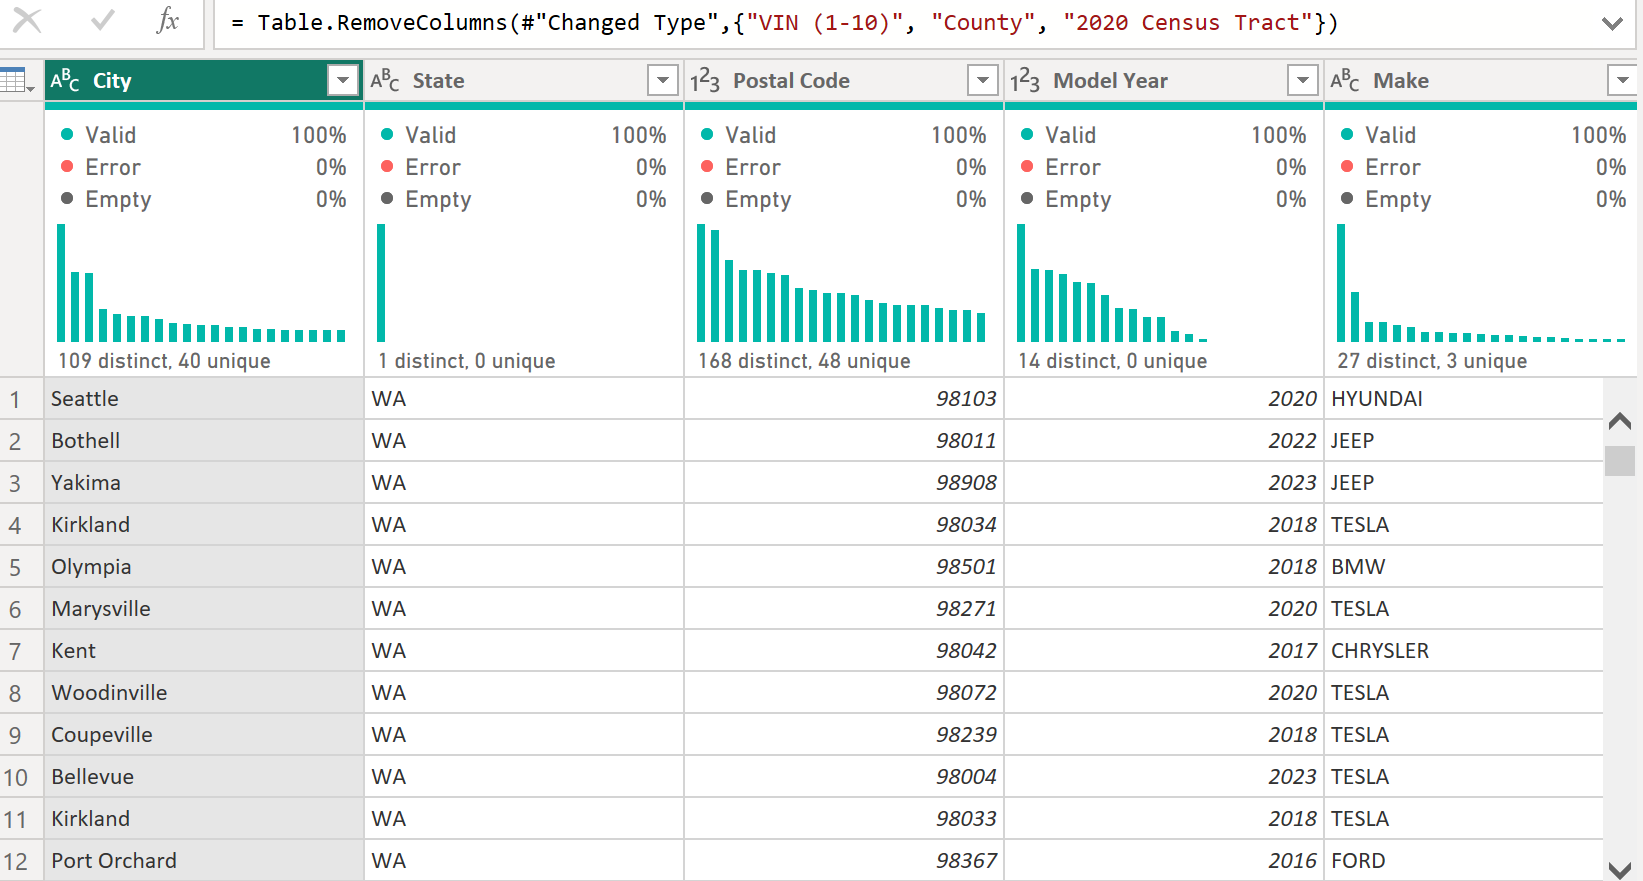 fx = Table.RemoveColumns(#"Changed Type",{"VIN (1-10)", "County", "2020 Census Tract"})
ABC City ABC State 123 Postal Code 123 Model Year ABC Make
Valid 100% Valid 100% Valid 100% Valid 100% Valid 100%
Error 0% Error 0% Error 0% Error 0% Error 0%
Empty 0% Empty 0% Empty 0% Empty 0% Empty 0%
109 distinct, 40 unique 1 distinct, 0 unique 168 distinct, 48 unique 14 distinct, 0 unique 27 distinct, 3 unique
1 Seattle WA 98103 2020 HYUNDAI
2 Bothell WA 98011 2022 JEEP
3 Yakima WA 98908 2023 JEEP
4 Kirkland WA 98034 2018 TESLA
5 Olympia WA 98501 2018 BMW
6 Marysville WA 98271 2020 TESLA
7 Kent WA 98042 2017 CHRYSLER
8 Woodinville WA 98072 2020 TESLA
9 Coupeville WA 98239 2018 TESLA
10 Bellevue WA 98004 2023 TESLA
11 Kirkland WA 98033 2018 TESLA
12 Port Orchard WA 98367 2016 FORD